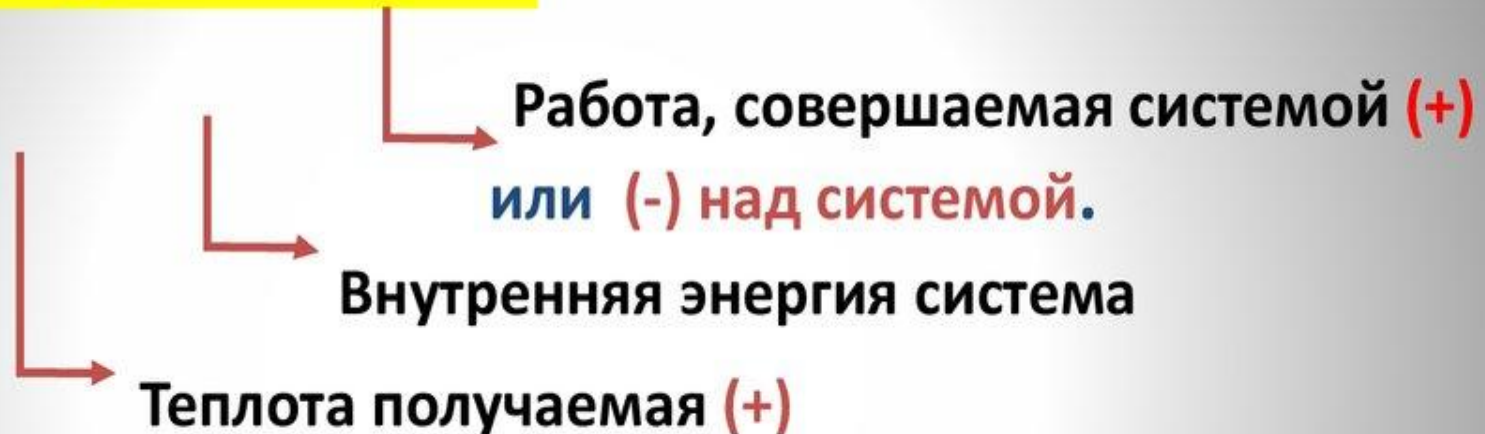 Работа, совершаемая системой (+)
или (-) над системой.
Внутренняя энергия система
Теплота получаемая (+)